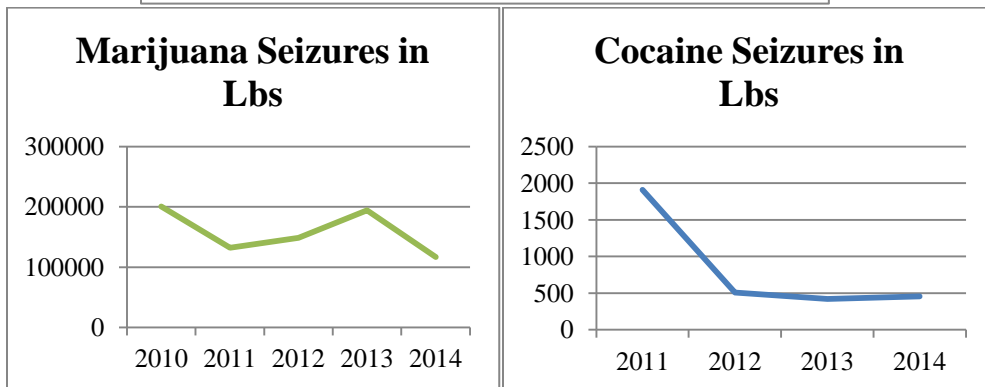 Marijuana Seizures in
Lbs
300000
200000
100000
0
2010 2011 2012 2013 2014
Cocaine Seizures in
Lbs
2500
2000
1500
1000
500
0
2011 2012 2013 2014